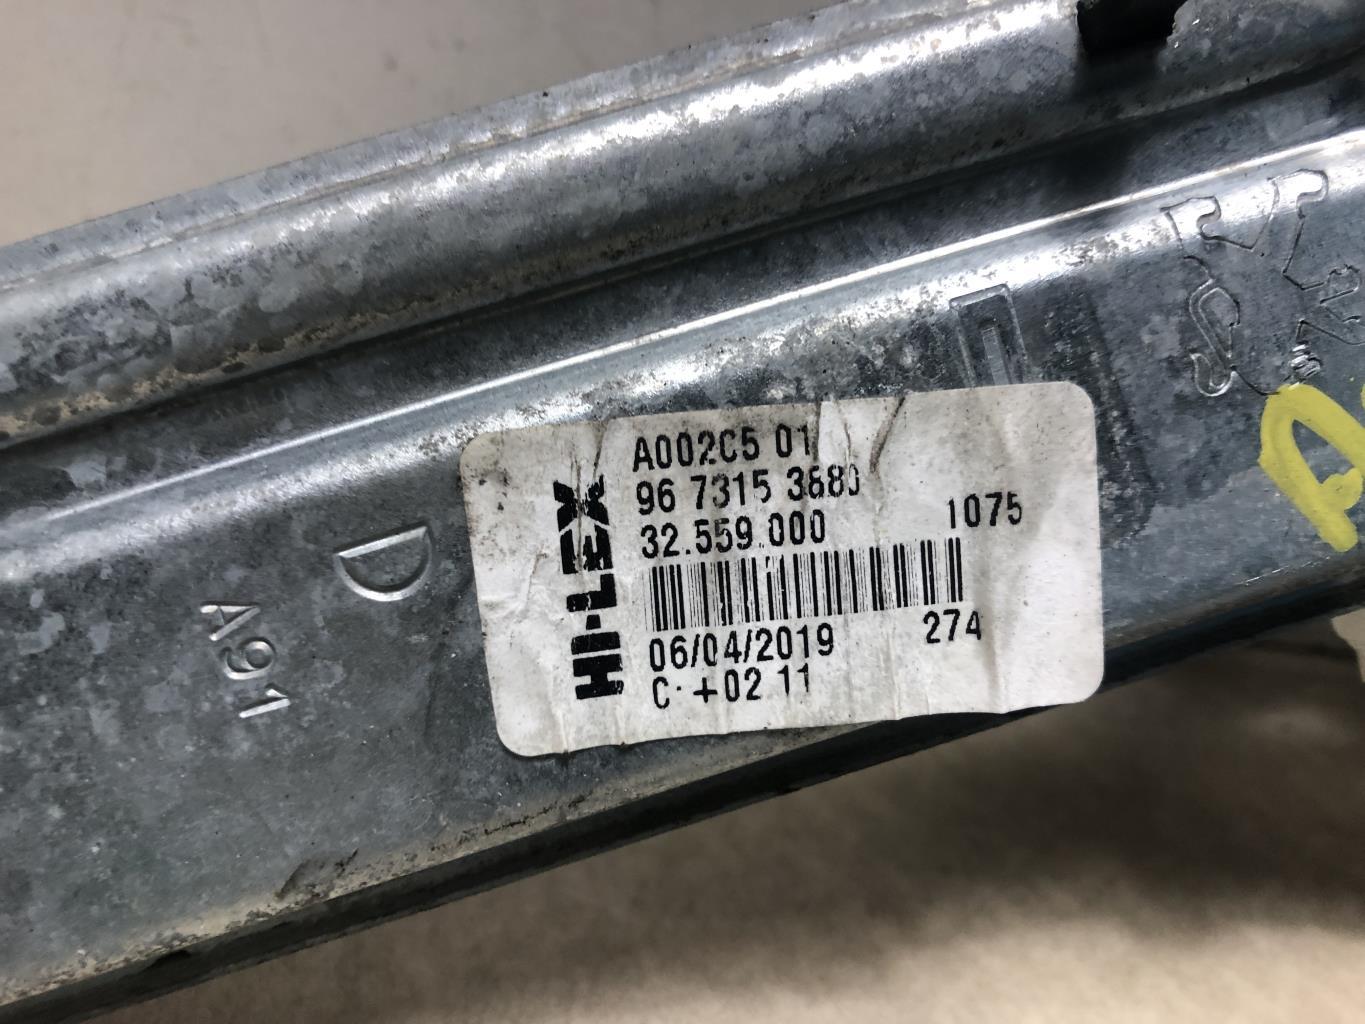 HI-LEX
A002C5 01
96 7315 3680
32.559.000
1075
06/04/2019
274
C: +02 11
D
A91